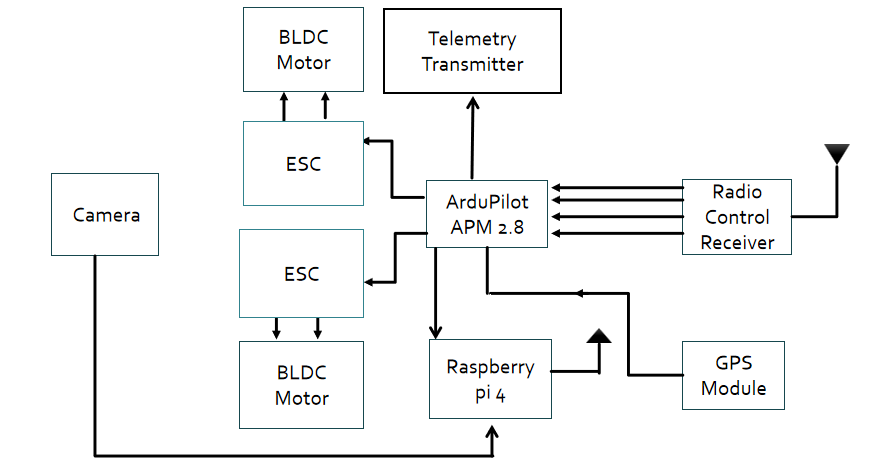 BLDC
Motor
Telemetry
Transmitter
ESC
Camera
ArduPilot
APM 2.8
Radio
Control
Receiver
ESC
BLDC
Motor
Raspberry
pi 4
GPS
Module